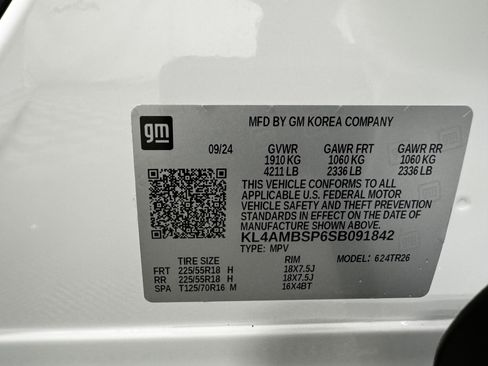 gm
MFD BY GM KOREA COMPANY
09/24 GVWR GAWR FRT GAWR RR
1910 KG 1060 KG 1060 KG
4211 LB 2336 LB 2336 LB
THIS VEHICLE CONFORMS TO ALL
APPLICABLE U.S. FEDERAL MOTOR
VEHICLE SAFETY AND THEFT PREVENTION
STANDARDS IN EFFECT ON THE DATE OF
MANUFACTURE SHOWN ABOVE.
KL4AMBSP6SB091842
TYPE: MPV MODEL: 624TR26
TIRE SIZE RIM
FRT 225/55R18 H 18X7.5J
RR 225/55R18 H 18X7.5J
SPA T125/70R16 M 16X4BT